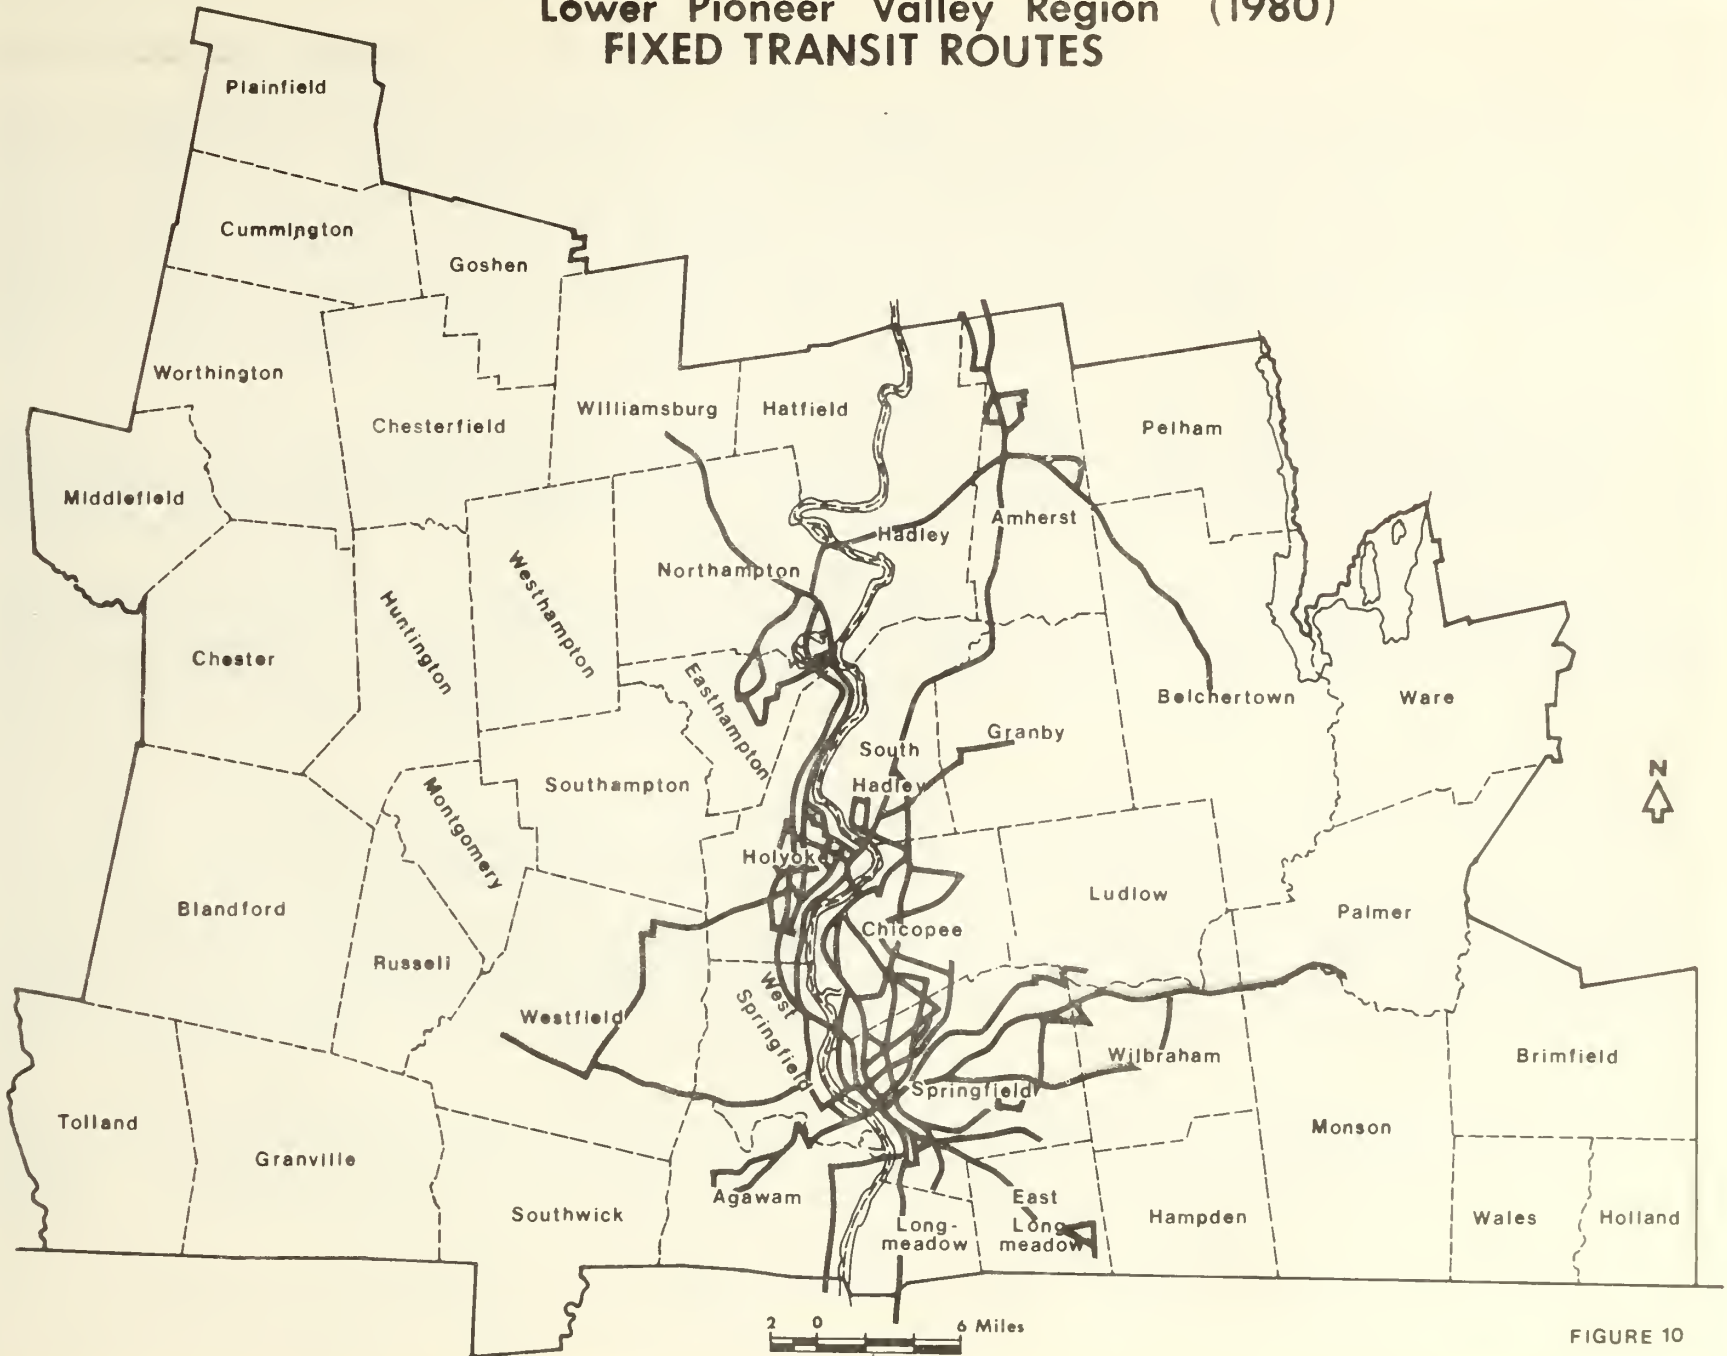 Lower Pioneer Valley Region (1980)
FIXED TRANSIT ROUTES
Plainfield
Cummington
Goshen
Worthington
Chesterfield
Williamsburg
Hatfield
Pelham
Middlefield
Hadley
Amherst
Northampton
Westhampton
Huntington
Chester
Easthampton
Belchertown
Ware
Granby
South
Hadley
Southampton
Montgomery
N
Holyoke
Blandford
Ludlow
Palmer
Chicopee
Russell
West
Springfield
Westfield
Wilbraham
Brimfield
Springfield
Tolland
Granville
Monson
Agawam
East
Long
meadow
Southwick
Long-
meadow
Hampden
Wales
Holland
2 0 6 Miles
FIGURE 10